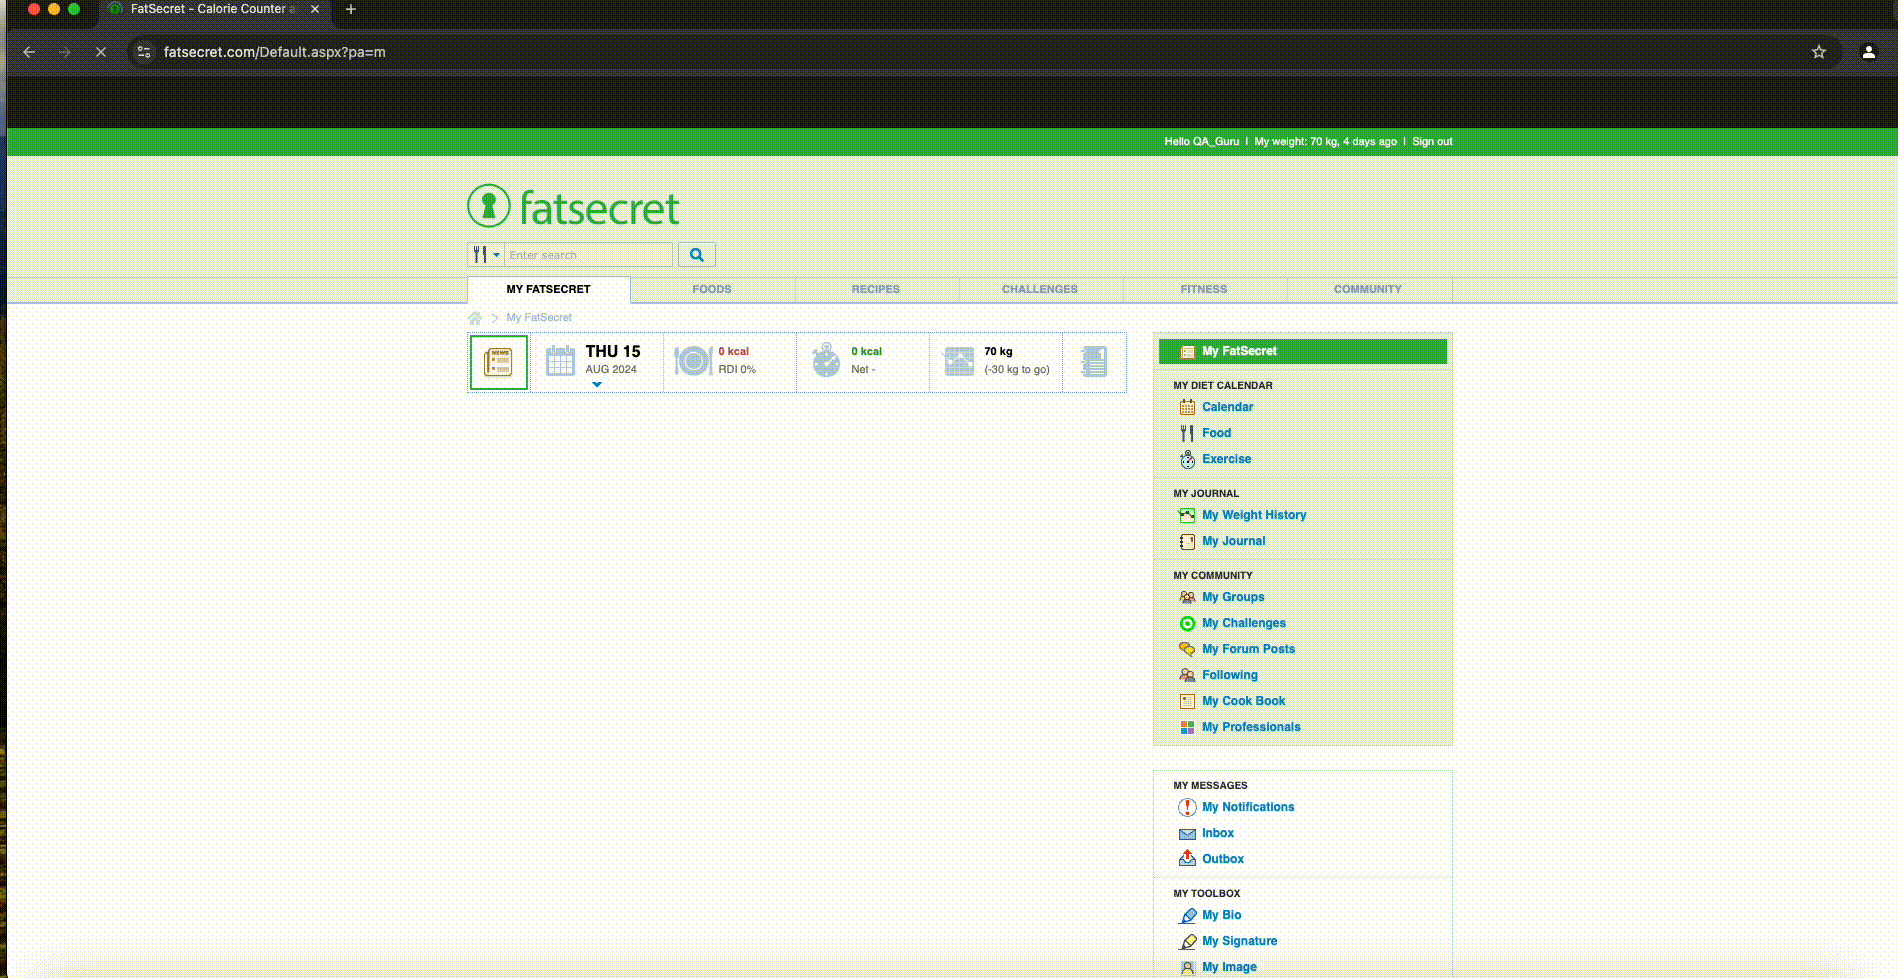 FatSecret - Calorie Counter a
fatsecret.com/Default.aspx?pa=m
Hello QA_Guru | My weight: 70 kg, 4 days ago | Sign out
fatsecret
Enter search
MY FATSECRET FOODS RECIPES CHALLENGES FITNESS COMMUNITY
My FatSecret
NEWS
THU 15
AUG 2024
0 kcal
RDI 0%
0 kcal
Net -
70 kg
(-30 kg to go)
My FatSecret
MY DIET CALENDAR
Calendar
Food
Exercise
MY JOURNAL
My Weight History
My Journal
MY COMMUNITY
My Groups
My Challenges
My Forum Posts
Following
My Cook Book
My Professionals
MY MESSAGES
My Notifications
Inbox
Outbox
MY TOOLBOX
My Bio
My Signature
My Image